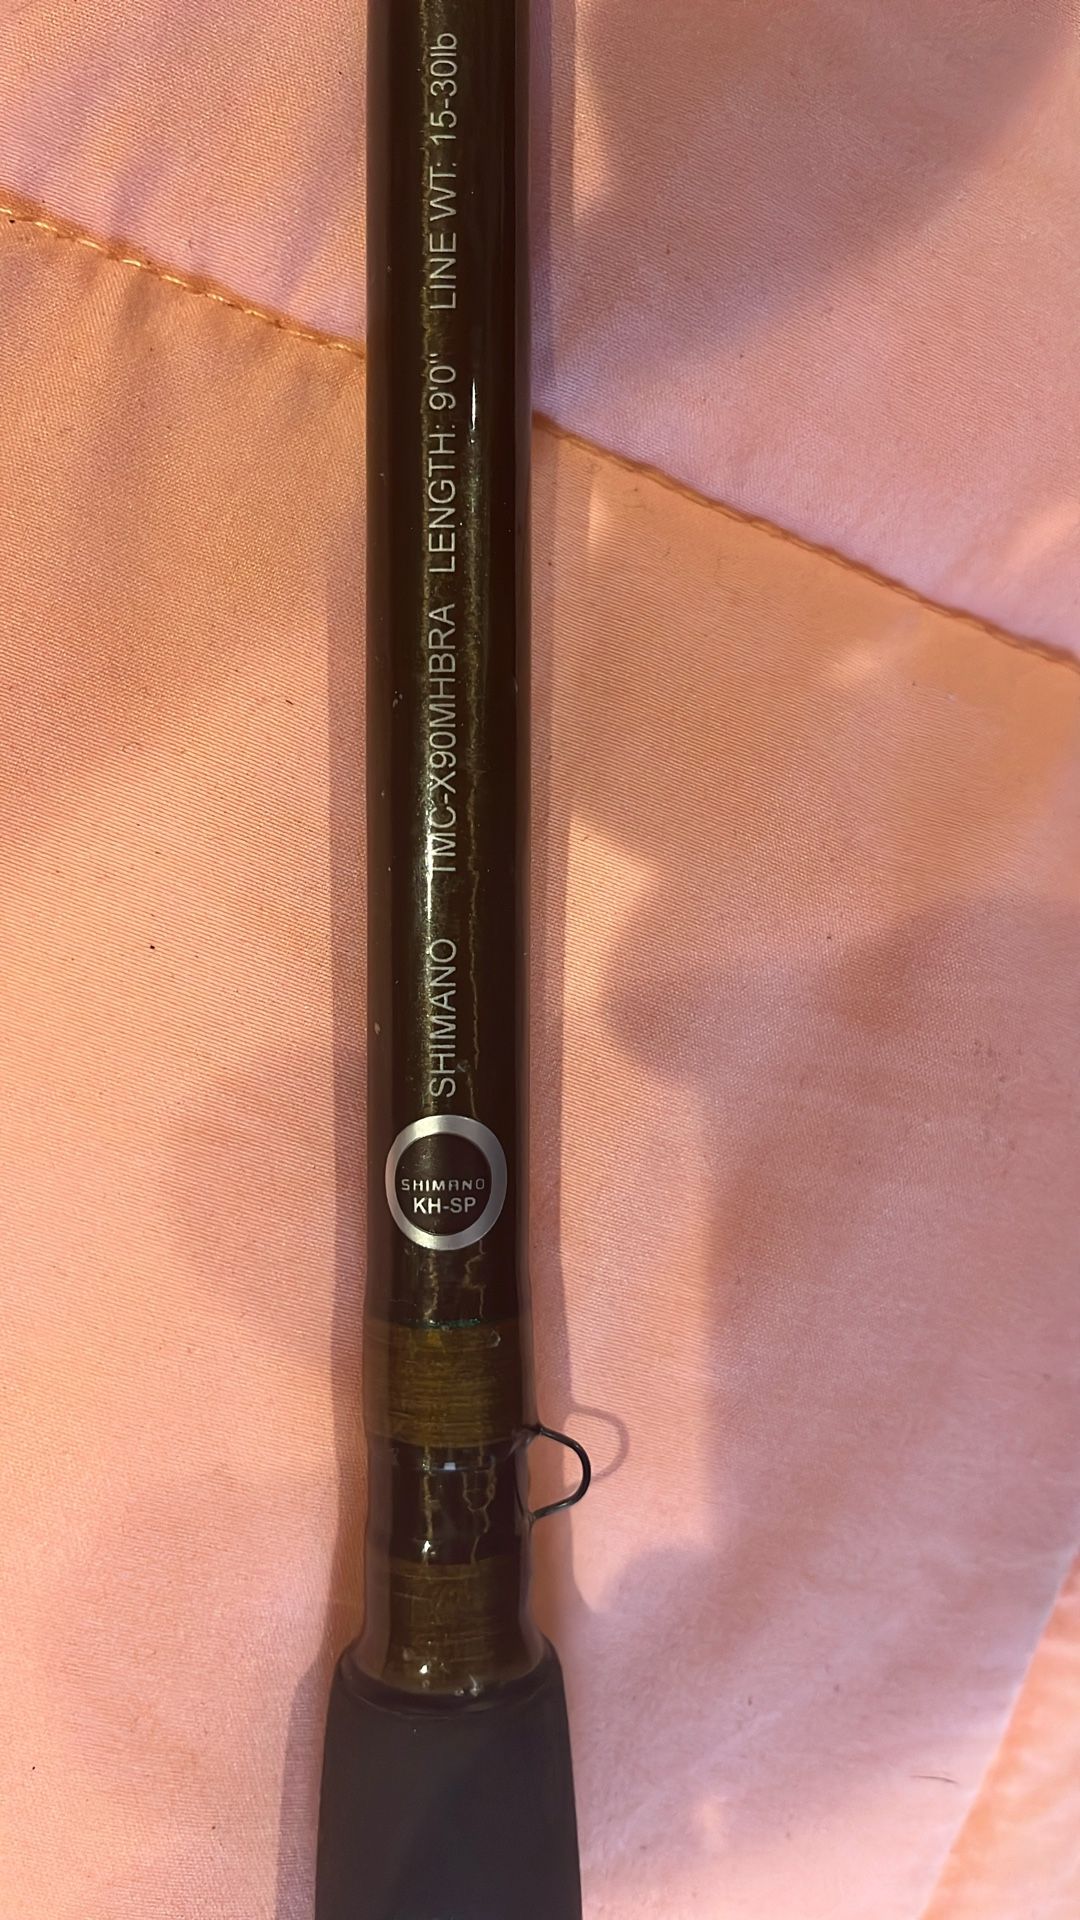 SHIMANO TMC-X90MHBRA LENGTH: 9'0" LINE WT: 15-30lb
SHIMANO
KH-SP